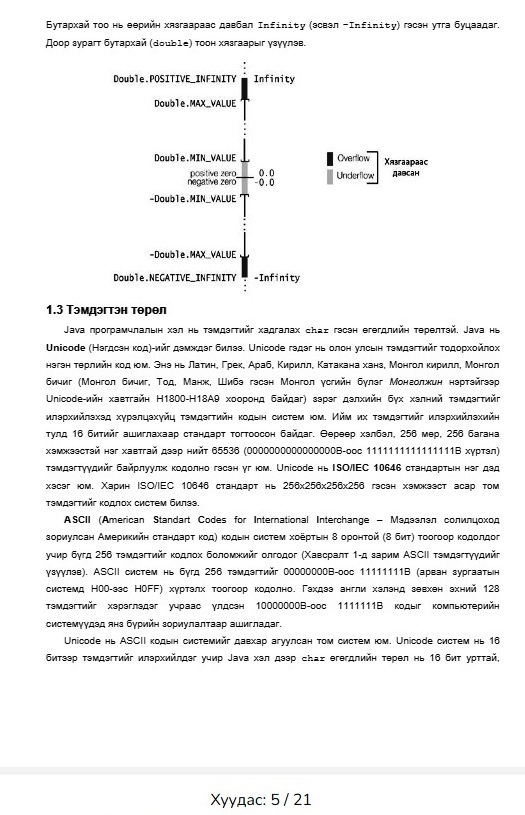 Бутархай тоо нь өөрийн хязгаараас давбал Infinity (эсвэл -Infinity) гэсэн утга буцаадаг.
Доор зурагт бутархай (double) тоон хязгаарыг үзүүлэв.
Double.POSITIVE_INFINITY Infinity
Double.MAX_VALUE
Double.MIN_VALUE
positive zero 0.0
negative zero -0.0
-Double.MIN_VALUE
Overflow
Underflow
Хязгаараас
давсан
-Double.MAX_VALUE
Double.NEGATIVE_INFINITY -Infinity
1.3 Тэмдэгтэн төрөл
Java програмчлалын хэл нь тэмдэгтийг хадгалах char гэсэн өгөгдлийн төрөлтэй. Java нь
Unicode (Нэгдсэн код)-ийг дэмждэг билээ. Unicode гэдэг нь олон улсын тэмдэгтийг тодорхойлох
нэгэн төрлийн код юм. Энэ нь Латин, Грек, Араб, Кирилл, Катакана ханз, Монгол кирилл, Монгол
бичиг (Монгол бичиг, Тод, Манж, Шибэ гэсэн Монгол үсгийн бүлэг Монголжин нэртэйгээр
Unicode-ийн хавтгайн H1800-H18A9 хооронд байдаг) зэрэг дэлхийн бүх хэлний тэмдэгтийг
илэрхийлэхэд хүрэлцэхүйц тэмдэгтийн кодын систем юм. Ийм их тэмдэгтийг илэрхийлэхийн
тулд 16 битийг ашиглахаар стандарт тогтоосон байдаг. Өөрөөр хэлбэл, 256 мөр, 256 багана
хэмжээстэй нэг хавтгай дээр нийт 65536 (0000000000000000B-оос 1111111111111111B хүртэл)
тэмдэгтүүдийг байрлуулж кодолно гэсэн үг юм. Unicode нь ISO/IEC 10646 стандартын нэг дэд
хэсэг юм. Харин ISO/IEC 10646 стандарт нь 256x256x256x256 гэсэн хэмжээст асар том
тэмдэгтийг кодлох систем билээ.
ASCII (American Standart Codes for International Interchange – Мэдээлэл солилцоход
зориулсан Америкийн стандарт код) кодын систем хоёртын 8 оронтой (8 бит) тоогоор кодолдог
учир бүгд 256 тэмдэгтийг кодлох боломжийг олгодог (Хавсралт 1-д зарим ASCII тэмдэгтүүдийг
үзүүлэв). ASCII систем нь бүгд 256 тэмдэгтийг 00000000B-оос 11111111B (арван зургаатын
системд H00-ээс H0FF) хүртэлх тоогоор кодолно. Гэхдээ англи хэлэнд зөвхөн эхний 128
тэмдэгтийг хэрэглэдэг учраас үлдсэн 10000000B-оос 1111111B кодыг компьютерийн
системүүдэд янз бүрийн зориулалтаар ашигладаг.
Unicode нь ASCII кодын системийг давхар агуулсан том систем юм. Unicode систем нь 16
битээр тэмдэгтийг илэрхийлдэг учир Java хэл дээр char өгөгдлийн төрөл нь 16 бит урттай,
Хуудас: 5 / 21